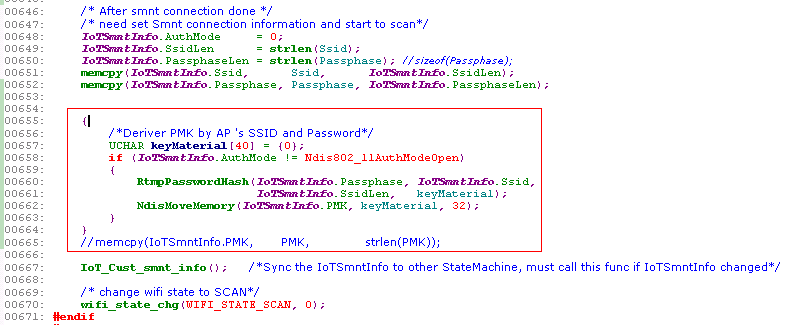 00646: /* After smnt connection done */
00647: /* need set Smnt connection information and start to scan*/
00648: IoTSmntInfo.AuthMode = 0;
00649: IoTSmntInfo.SsidLen = strlen(Ssid);
00650: IoTSmntInfo.PassphaseLen = strlen(Passphase); //sizeof(Passphase);
00651: memcpy(IoTSmntInfo.Ssid, Ssid, IoTSmntInfo.SsidLen);
00652: memcpy(IoTSmntInfo.Passphase, Passphase, IoTSmntInfo.PassphaseLen);
00653:
00654:
00655: {
00656: /*Deriver PMK by AP 's SSID and Password*/
00657: UCHAR keyMaterial[40] = {0};
00658: if (IoTSmntInfo.AuthMode != Ndis802_11AuthModeOpen)
00659: {
00660: RtmpPasswordHash(IoTSmntInfo.Passphase, IoTSmntInfo.Ssid,
00661: IoTSmntInfo.SsidLen, keyMaterial);
00662: NdisMoveMemory(IoTSmntInfo.PMK, keyMaterial, 32);
00663: }
00664: }
00665: //memcpy(IoTSmntInfo.PMK, PMK, strlen(PMK));
00666:
00667: IoT_Cust_smnt_info(); /*Sync the IoTSmntInfo to other StateMachine, must call this func if IoTSmntInfo changed*/
00668:
00669: /* change wifi state to SCAN*/
00670: wifi_state_chg(WIFI_STATE_SCAN, 0);
00671: #endif